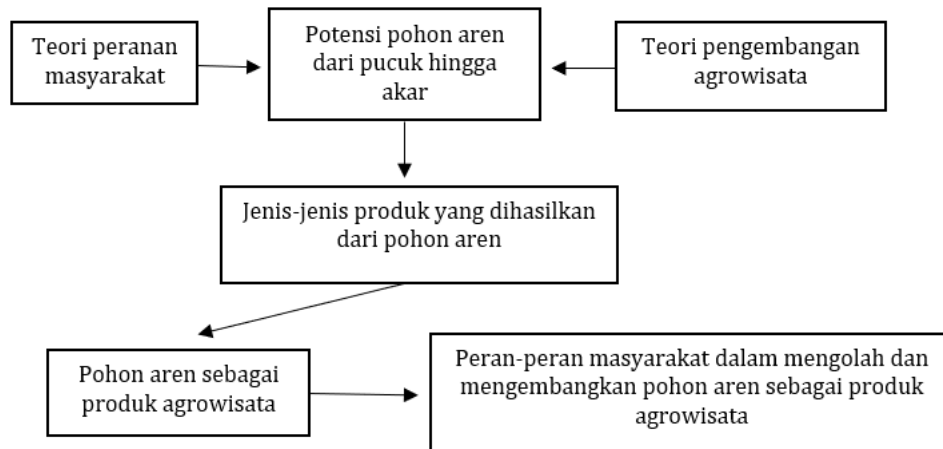 Teori peranan
masyarakat
Potensi pohon aren
dari pucuk hingga
akar
Teori pengembangan
agrowisata
Jenis-jenis produk yang dihasilkan
dari pohon aren
Pohon aren sebagai
produk agrowisata
Peran-peran masyarakat dalam mengolah dan
mengembangkan pohon aren sebagai produk
agrowisata